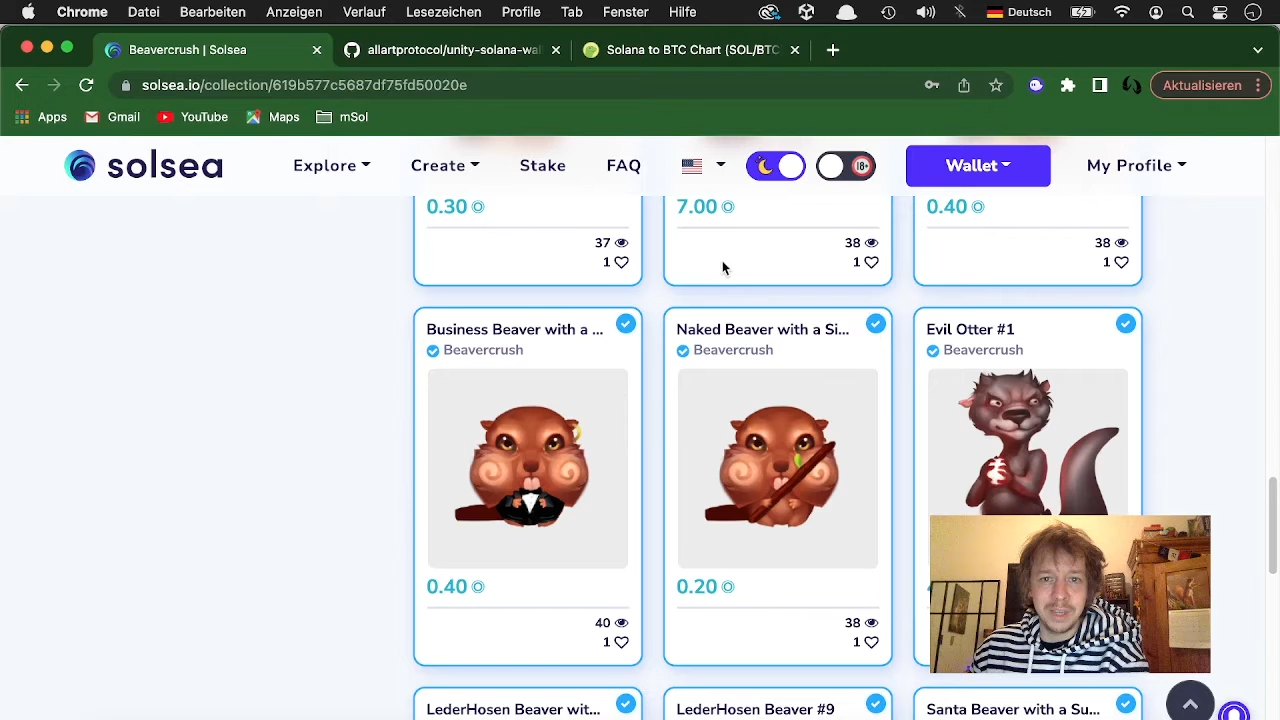 Chrome Datei Bearbeiten Anzeigen Verlauf Lesezeichen Profile Tab Fenster Hilfe Deutsch
Beavercrush | Solsea
allartprotocol/unity-solana-wal
Solana to BTC Chart (SOL/BTC
solsea.io/collection/619b577c5687df75fd50020e
Aktualisieren
Apps Gmail YouTube Maps mSol
solsea Explore Create Stake FAQ 18+ Wallet My Profile
0.30 7.00 0.40
37 38 38
1 1 1
Business Beaver with a ... Naked Beaver with a Si... Evil Otter #1
Beavercrush Beavercrush Beavercrush
0.40 0.20
40 38
1 1
LederHosen Beaver wit... LederHosen Beaver #9 Santa Beaver with a Su...